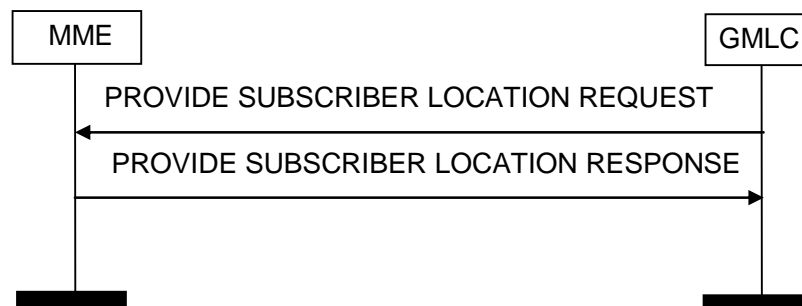 MME
GMLC
PROVIDE SUBSCRIBER LOCATION REQUEST
PROVIDE SUBSCRIBER LOCATION RESPONSE